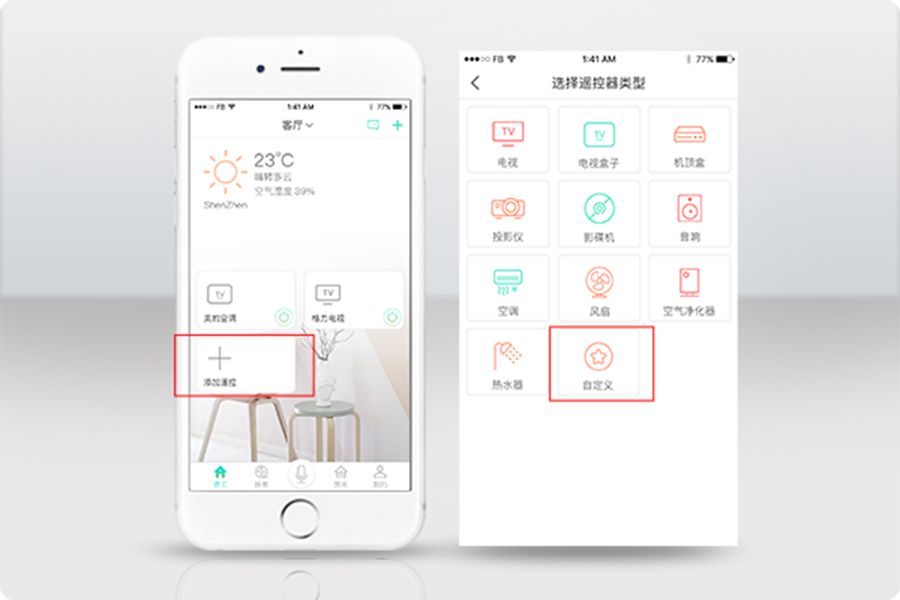 FB
1:41 AM
77%
客厅
23°C
晴转多云
空气湿度 39%
ShenZhen
TV
美的空调
TV
格力电视
添加遥控
首页
FB
1:41 AM
77%
选择遥控器类型
TV
电视
TV
电视盒子
机顶盒
投影仪
影碟机
音响
空调
风扇
空气净化器
热水器
自定义